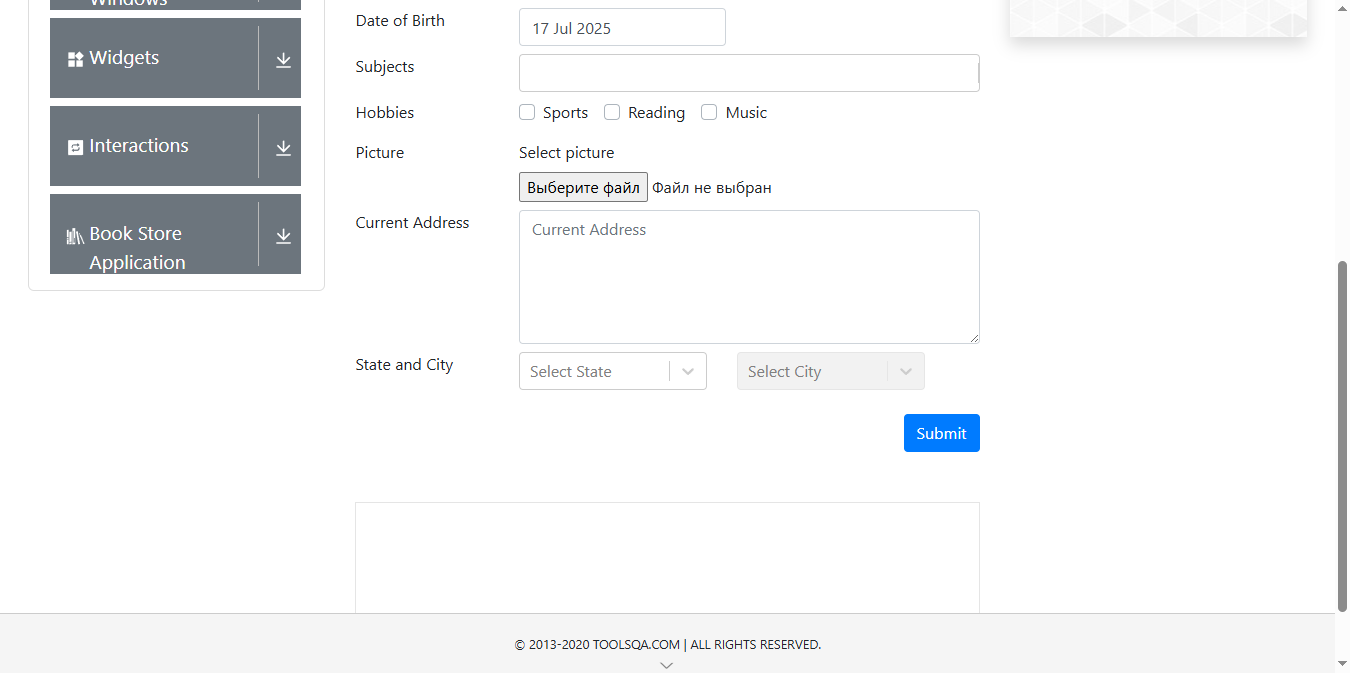 Windows
Widgets
Interactions
Book Store
Application
Date of Birth
17 Jul 2025
Subjects
Hobbies
Sports
Reading
Music
Picture
Select picture
Выберите файл Файл не выбран
Current Address
Current Address
State and City
Select State
Select City
Submit
© 2013-2020 TOOLSQA.COM | ALL RIGHTS RESERVED.